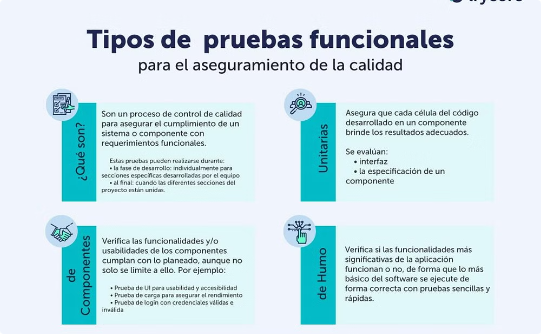 Tipos de pruebas funcionales
para el aseguramiento de la calidad
¿Qué son?
Son un proceso de control de calidad
para asegurar el cumplimiento de un
sistema o componente con
requerimientos funcionales.
Estas pruebas pueden realizarse durante:
• la fase de desarrollo: individualmente para
secciones específicas desarrolladas por el equipo
• al final: cuando las diferentes secciones del
proyecto están unidas.
Unitarias
Asegura que cada célula del código
desarrollado en un componente
brinde los resultados adecuados.
Se evalúan:
• interfaz
• la especificación de un
componente
de
Componentes
Verifica las funcionalidades y/o
usabilidades de los componentes
cumplan con lo planeado, aunque no
solo se limite a ello. Por ejemplo:
• Prueba de UI para usabilidad y accesibilidad
• Prueba de carga para asegurar el rendimiento
• Prueba de login con credenciales válidas e
inválida
de Humo
Verifica si las funcionalidades más
significativas de la aplicación
funcionan o no, de forma que lo más
básico del software se ejecute de
forma correcta con pruebas sencillas y
rápidas.